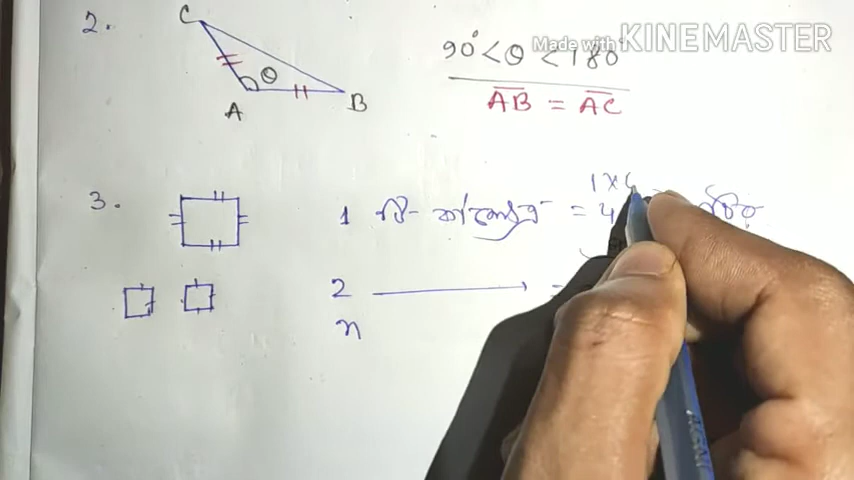 2.
C
θ
A
B
90° < θ < 180°
AB = AC
Made with KINEMASTER
3.
1 × 4
1 টি বর্গক্ষেত্র = 4
2
n